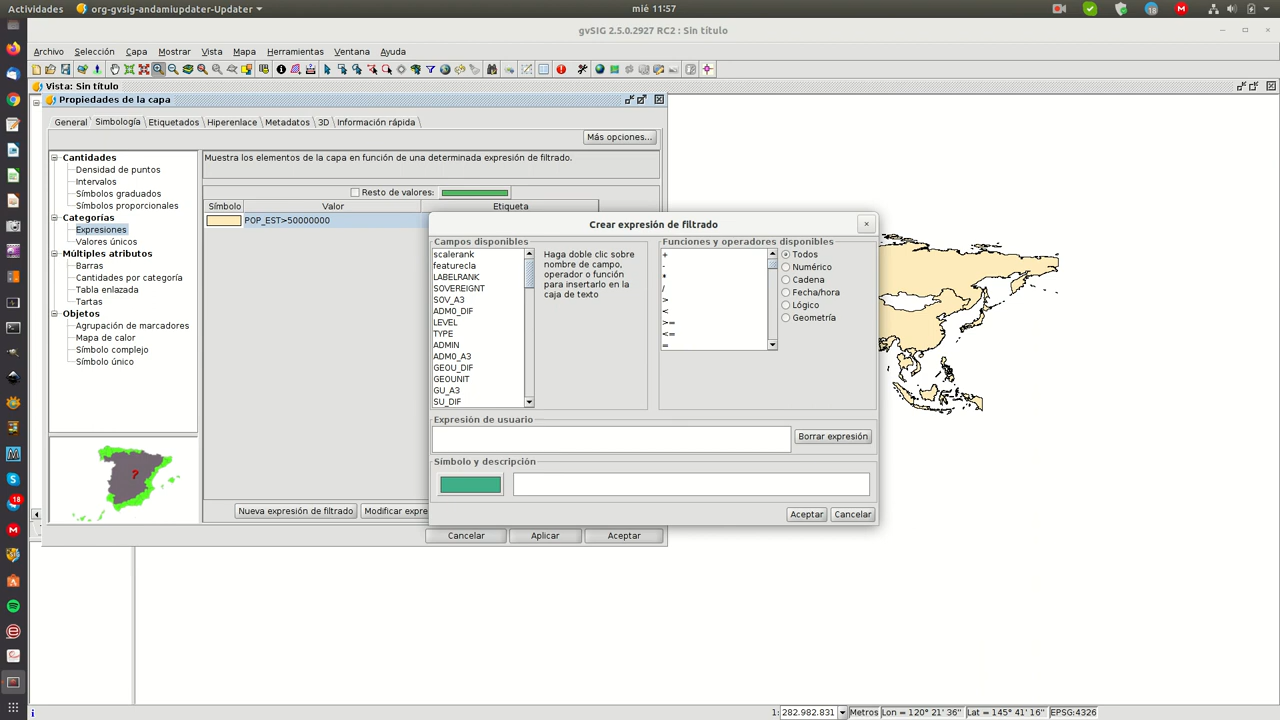 Actividades org-gvsig-andamiupdater-Updater mié 11:57 18
gvSIG 2.5.0.2927 RC2 : Sin título
Archivo Selección Capa Mostrar Vista Mapa Herramientas Ventana Ayuda
Vista: Sin título
Propiedades de la capa
General Simbología Etiquetados Hiperenlace Metadatos 3D Información rápida
Más opciones...
Cantidades
Densidad de puntos
Intervalos
Símbolos graduados
Símbolos proporcionales
Categorías
Expresiones
Valores únicos
Múltiples atributos
Barras
Cantidades por categoría
Tabla enlazada
Tartas
Objetos
Agrupación de marcadores
Mapa de calor
Símbolo complejo
Símbolo único
Muestra los elementos de la capa en función de una determinada expresión de filtrado.
Resto de valores:
Símbolo Valor Etiqueta
POP_EST>50000000
?
Nueva expresión de filtrado Modificar expre
Cancelar Aplicar Aceptar
Crear expresión de filtrado
Campos disponibles
scalerank
featurecla
LABELRANK
SOVEREIGNT
SOV_A3
ADM0_DIF
LEVEL
TYPE
ADMIN
ADM0_A3
GEOU_DIF
GEOUNIT
GU_A3
SU_DIF
Haga doble clic sobre
nombre de campo,
operador o función
para insertarlo en la
caja de texto
Funciones y operadores disponibles
+
-
*
/
>
<
>=
<=
=
Todos
Numérico
Cadena
Fecha/hora
Lógico
Geometría
Expresión de usuario
Borrar expresión
Símbolo y descripción
Aceptar Cancelar
18
1: 282.982.831 Metros Lon = 120° 21' 36'' Lat = 145° 41' 16'' EPSG:4326